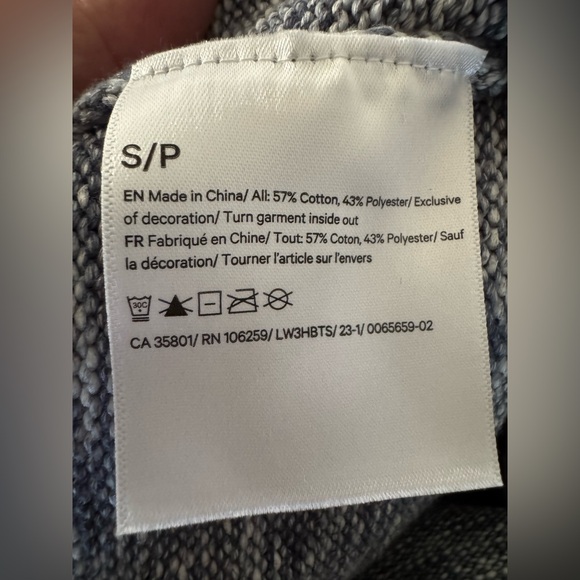 S/P
EN Made in China/ All: 57% Cotton, 43% Polyester/ Exclusive
of decoration/ Turn garment inside out
FR Fabriqué en Chine/ Tout: 57% Coton, 43% Polyester/ Sauf
la décoration/ Tourner l'article sur l'envers
30C
CA 35801/ RN 106259/ LW3HBTS/ 23-1/ 0065659-02